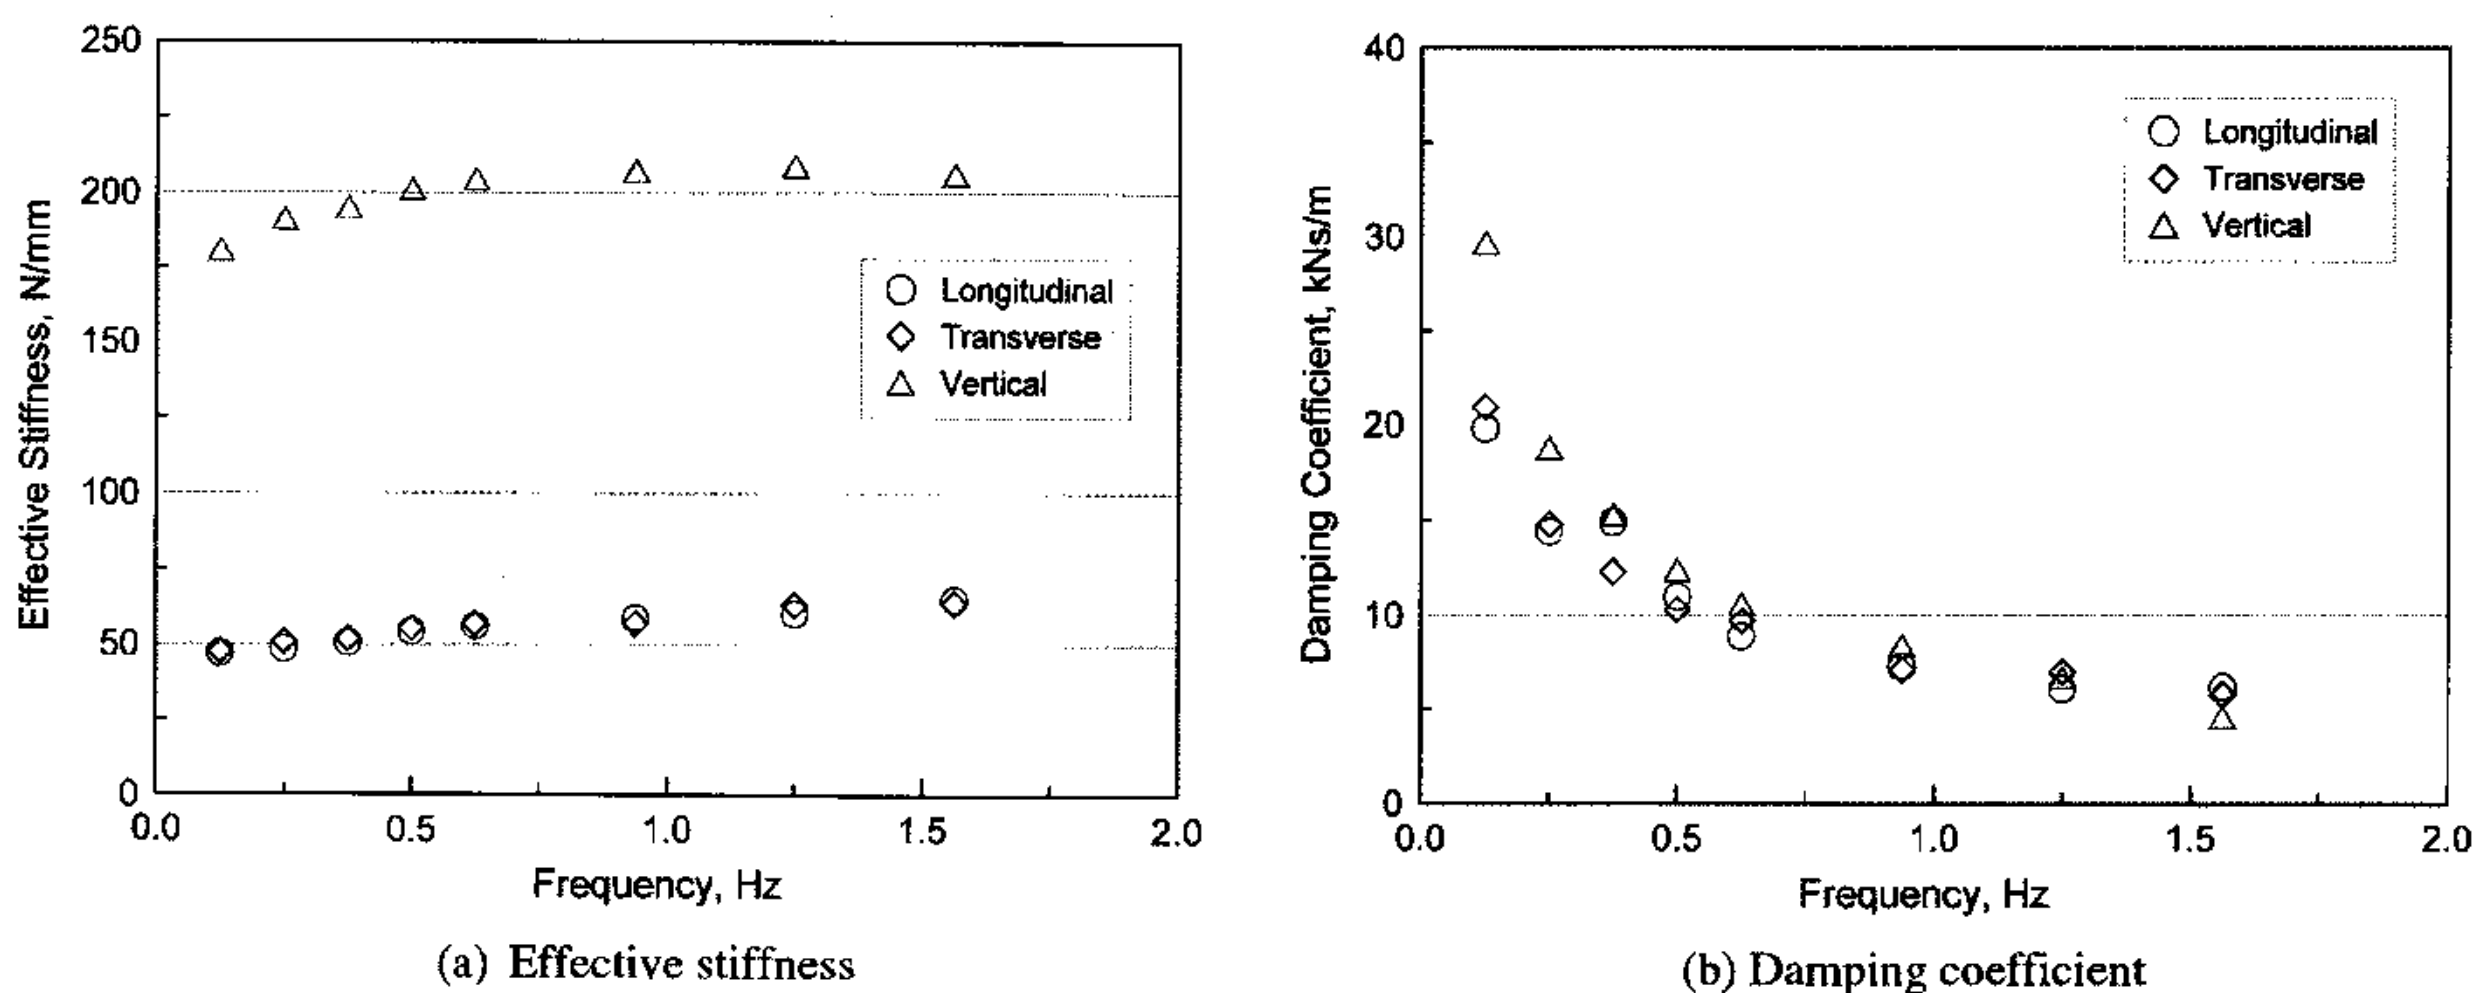 250
200
150
100
50
0
Effective Stiffness, N/mm
Longitudinal
Transverse
Vertical
0.0 0.5 1.0 1.5 2.0
Frequency, Hz
(a) Effective stiffness
40
30
20
10
0
Damping Coefficient, kNs/m
Longitudinal
Transverse
Vertical
0.0 0.5 1.0 1.5 2.0
Frequency, Hz
(b) Damping coefficient